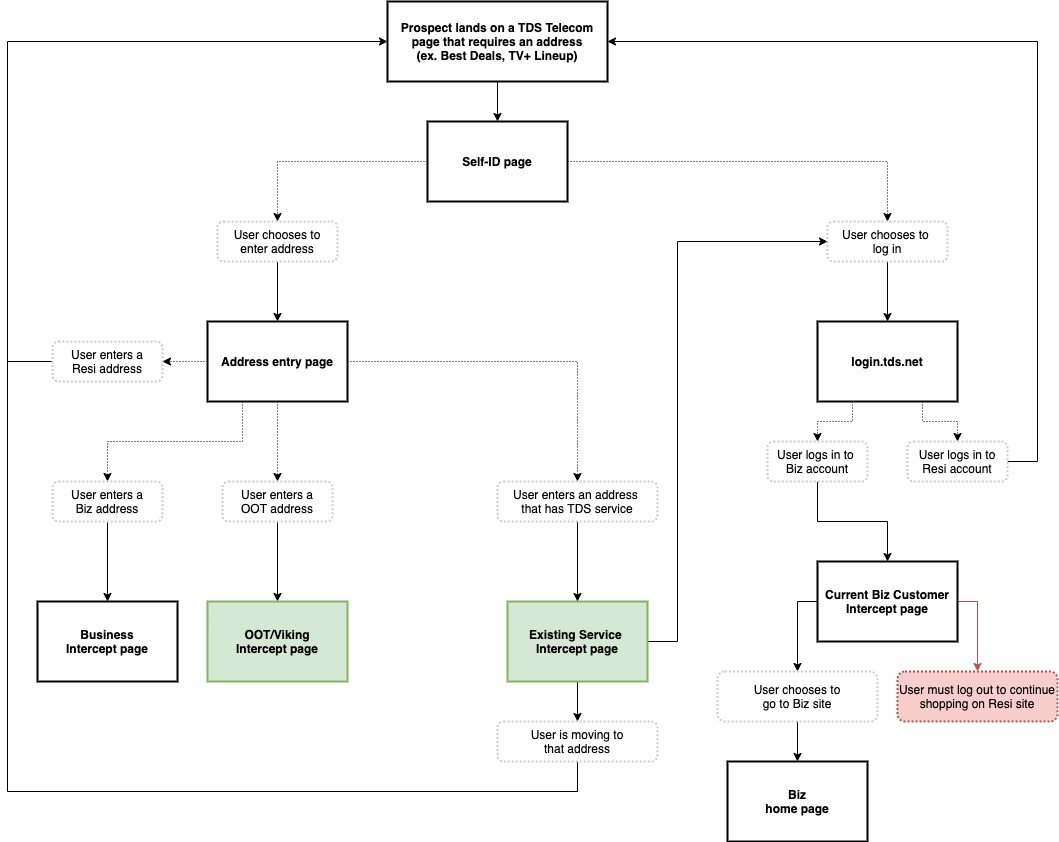 Prospect lands on a TDS Telecom
page that requires an address
(ex. Best Deals, TV+ Lineup)
Self-ID page
User chooses to
enter address
User chooses to
log in
User enters a
Resi address
Address entry page
login.tds.net
User logs in to
Biz account
User logs in to
Resi account
User enters a
Biz address
User enters a
OOT address
User enters an address
that has TDS service
Current Biz Customer
Intercept page
Business
Intercept page
OOT/Viking
Intercept page
Existing Service
Intercept page
User chooses to
go to Biz site
User must log out to continue
shopping on Resi site
User is moving to
that address
Biz
home page